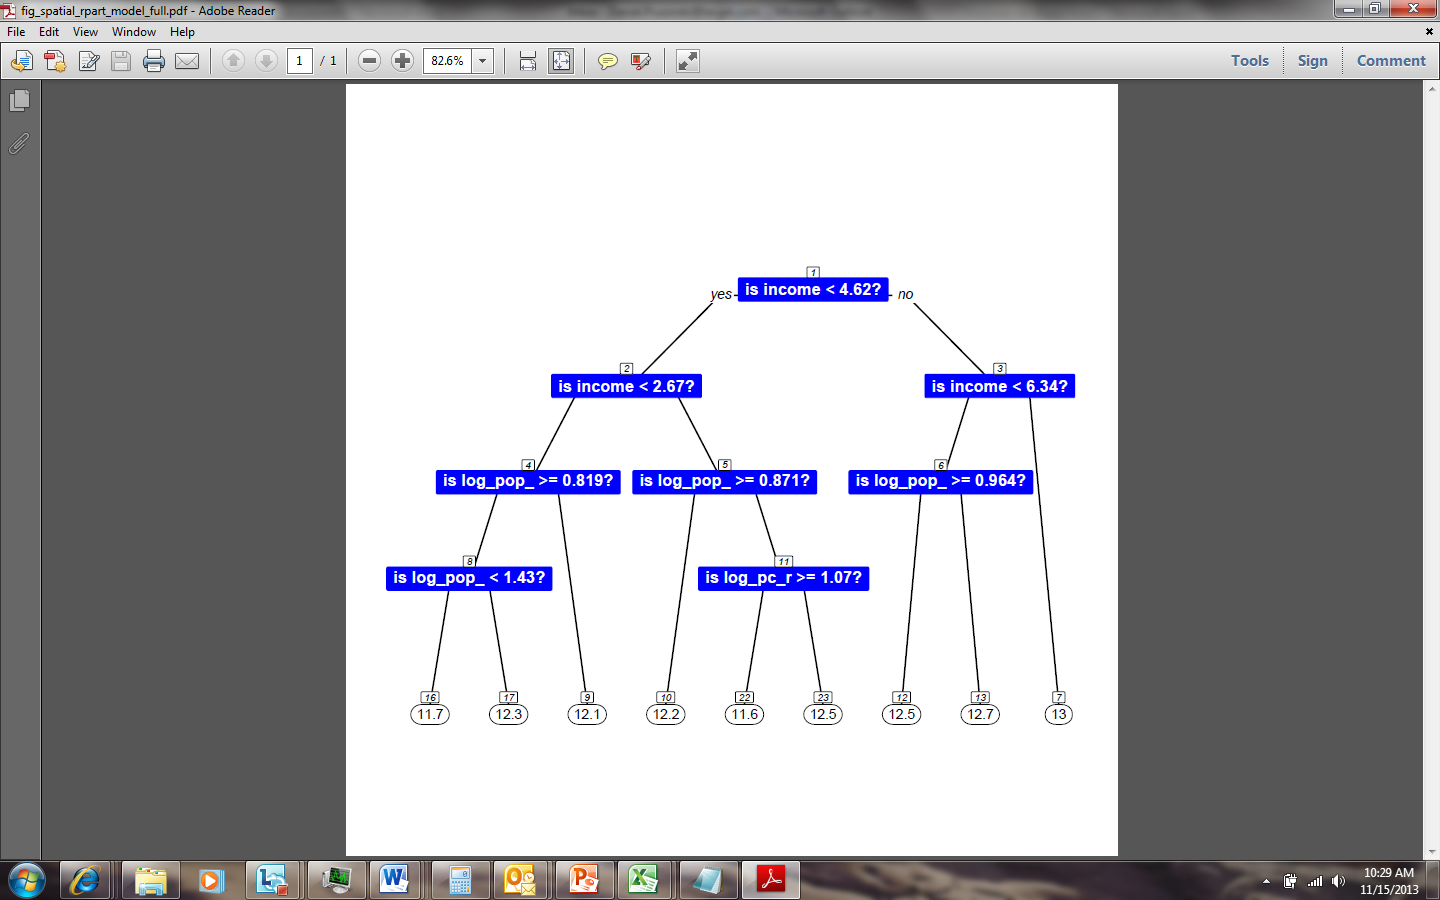 fig_spatial_rpart_model_full.pdf - Adobe Reader
File Edit View Window Help
1 / 1 82.6% Tools Sign Comment
1
yes is income < 4.62? no
2 3
is income < 2.67? is income < 6.34?
4 5 6
is log_pop_ >= 0.819? is log_pop_ >= 0.871? is log_pop_ >= 0.964?
8 11
is log_pop_ < 1.43? is log_pc_r >= 1.07?
16 17 9 10 22 23 12 13 7
11.7 12.3 12.1 12.2 11.6 12.5 12.5 12.7 13
10:29 AM
11/15/2013